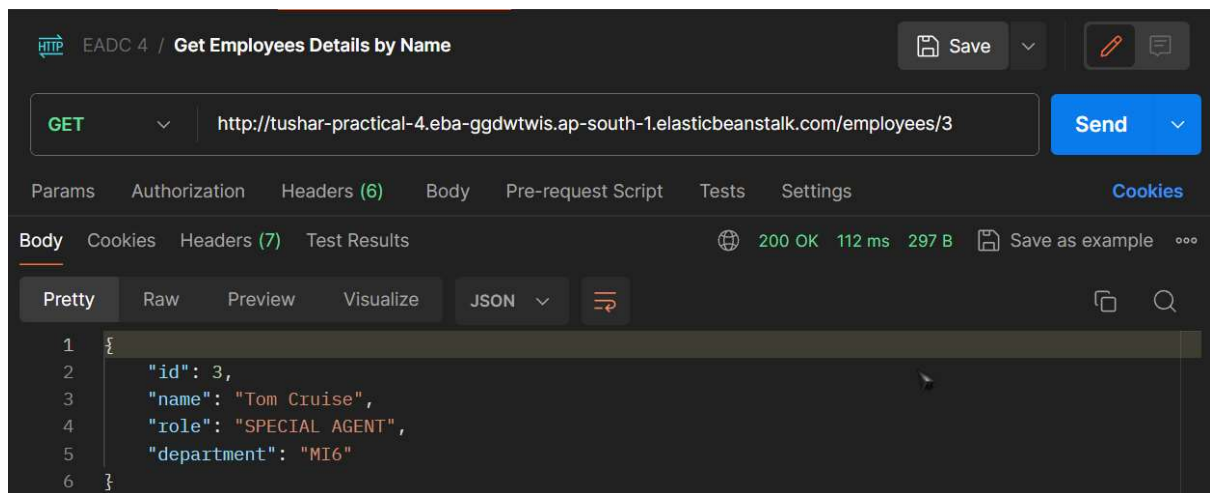 HTTP EADC 4 / Get Employees Details by Name Save
GET http://tushar-practical-4.eba-ggdwtwis.ap-south-1.elasticbeanstalk.com/employees/3 Send
Params Authorization Headers (6) Body Pre-request Script Tests Settings Cookies
Body Cookies Headers (7) Test Results 200 OK 112 ms 297 B Save as example
Pretty Raw Preview Visualize JSON
1 {
2 "id": 3,
3 "name": "Tom Cruise",
4 "role": "SPECIAL AGENT",
5 "department": "MI6"
6 }